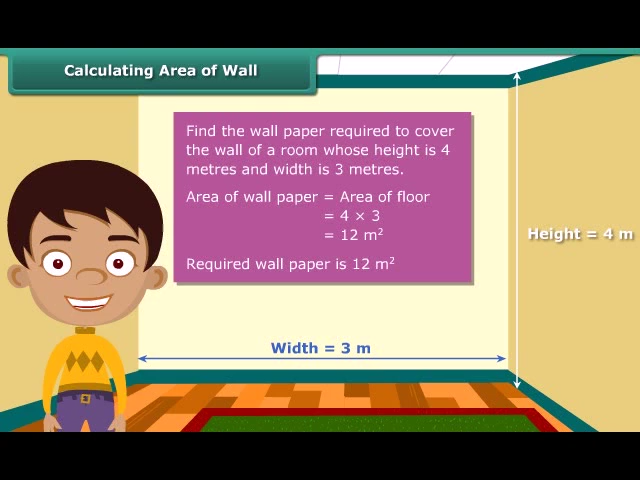 Calculating Area of Wall
Find the wall paper required to cover
the wall of a room whose height is 4
metres and width is 3 metres.
Area of wall paper = Area of floor
= 4 × 3
= 12 m²
Required wall paper is 12 m²
Height = 4 m
Width = 3 m